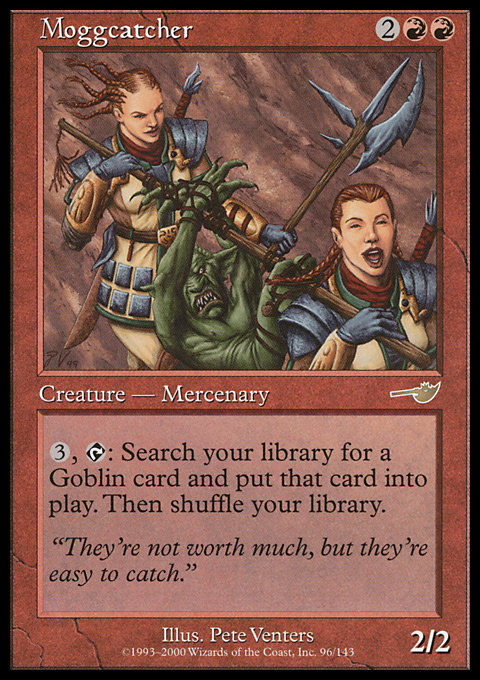 Moggcatcher 2
Creature — Mercenary
3, : Search your library for a
Goblin card and put that card into
play. Then shuffle your library.
“They’re not worth much, but they’re
easy to catch.”
Illus. Pete Venters
©1993–2000 Wizards of the Coast, Inc. 96/143
2/2